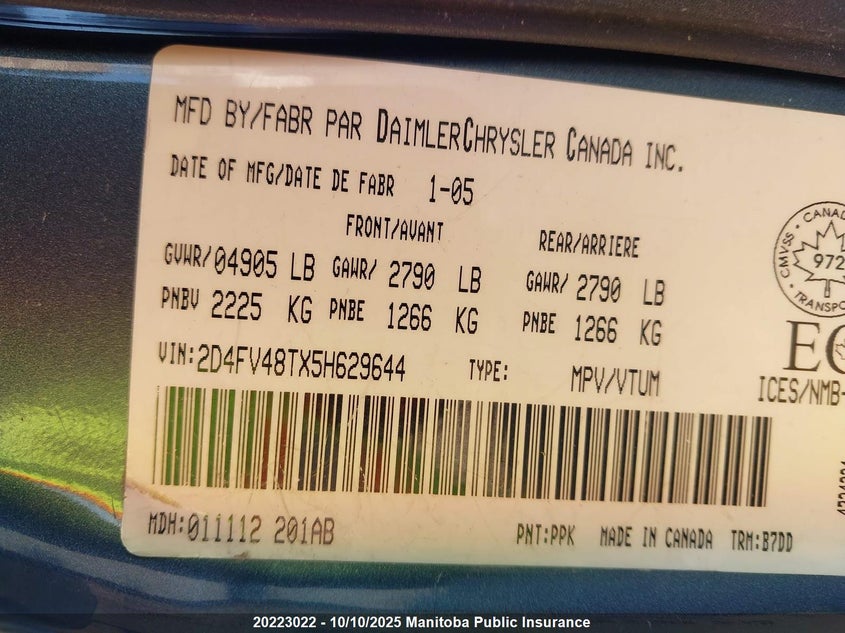 MFD BY/FABR PAR DAIMLERCHRYSLER CANADA INC.
DATE OF MFG/DATE DE FABR 1-05
FRONT/AVANT REAR/ARRIERE
GVWR/04905 LB GAWR/ 2790 LB GAWR/ 2790 LB
PNBV 2225 KG PNBE 1266 KG PNBE 1266 KG
VIN:2D4FV48TX5H629644 TYPE: MPV/VTUM
MDH:011112 201AB PNT:PPK MADE IN CANADA TRM:B7DD
CMVSS
972
ICES/NMB-
20223022 - 10/10/2025 Manitoba Public Insurance